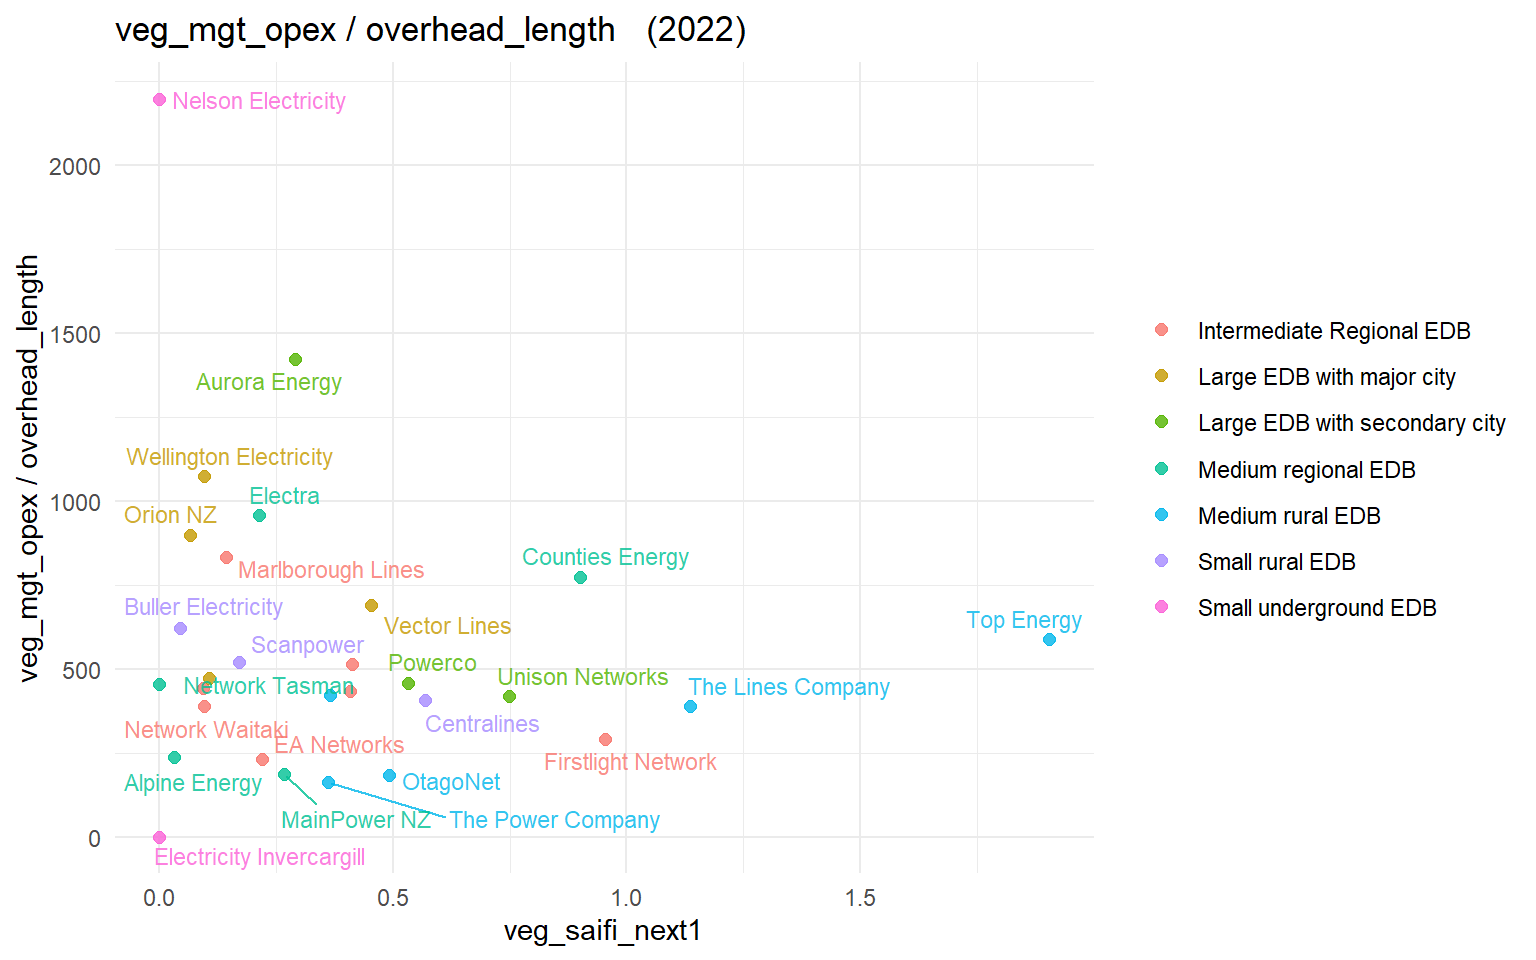 veg_mgt_opex / overhead_length (2022)
veg_mgt_opex / overhead_length
2000
1500
1000
500
0
Nelson Electricity
Aurora Energy
Wellington Electricity
Electra
Orion NZ
Marlborough Lines
Counties Energy
Buller Electricity
Vector Lines
Top Energy
Scanpower
Powerco
Unison Networks
Network Tasman
The Lines Company
Centralines
Network Waitaki
EA Networks
Firstlight Network
Alpine Energy
OtagoNet
MainPower NZ
The Power Company
Electricity Invercargill
0.0
0.5
1.0
1.5
veg_saifi_next1
Intermediate Regional EDB
Large EDB with major city
Large EDB with secondary city
Medium regional EDB
Medium rural EDB
Small rural EDB
Small underground EDB